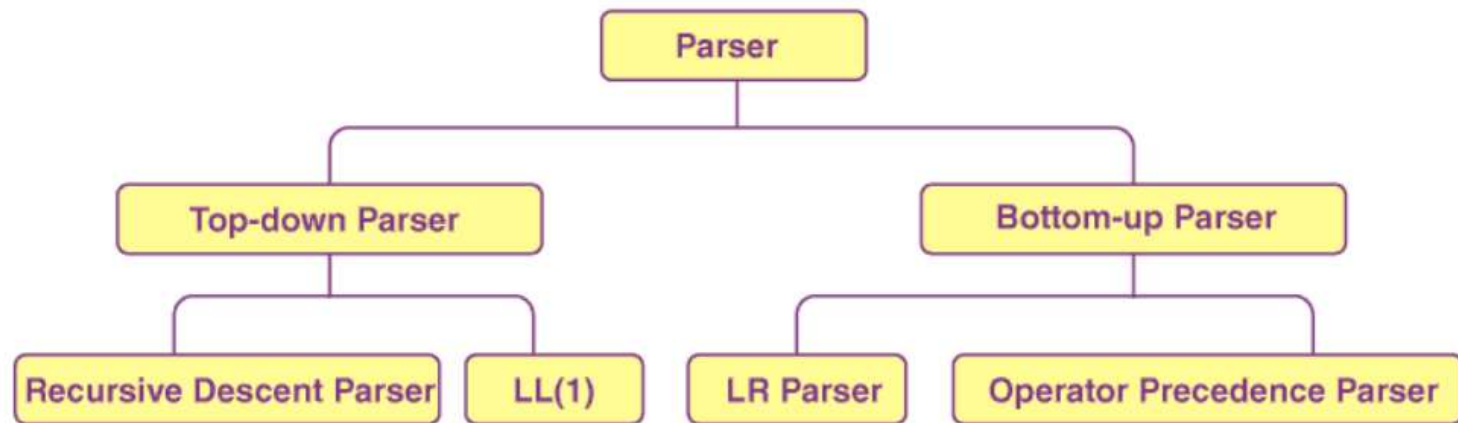 Parser
Top-down Parser
Bottom-up Parser
Recursive Descent Parser
LL(1)
LR Parser
Operator Precedence Parser